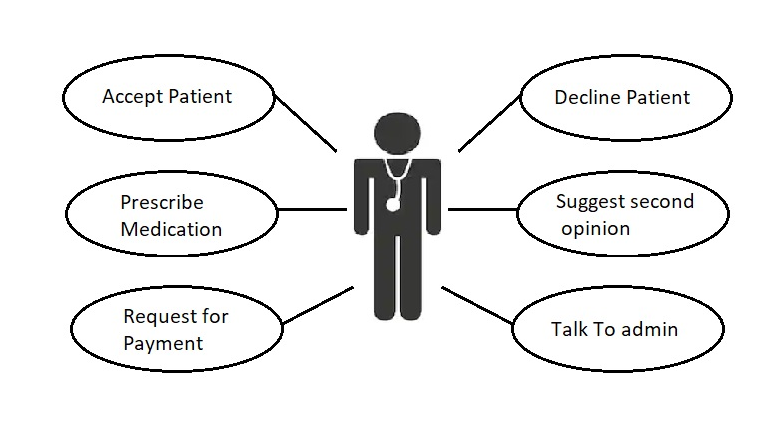 Accept Patient
Decline Patient
Prescribe
Medication
Suggest second
opinion
Request for
Payment
Talk To admin